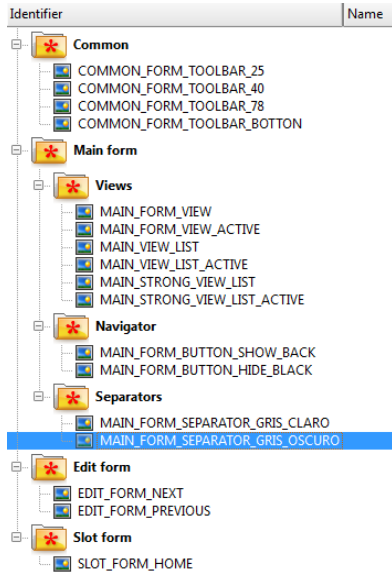 Identifier Name
Common
COMMON_FORM_TOOLBAR_25
COMMON_FORM_TOOLBAR_40
COMMON_FORM_TOOLBAR_78
COMMON_FORM_TOOLBAR_BOTTON
Main form
Views
MAIN_FORM_VIEW
MAIN_FORM_VIEW_ACTIVE
MAIN_VIEW_LIST
MAIN_VIEW_LIST_ACTIVE
MAIN_STRONG_VIEW_LIST
MAIN_STRONG_VIEW_LIST_ACTIVE
Navigator
MAIN_FORM_BUTTON_SHOW_BACK
MAIN_FORM_BUTTON_HIDE_BLACK
Separators
MAIN_FORM_SEPARATOR_GRIS_CLARO
MAIN_FORM_SEPARATOR_GRIS_OSCURO
Edit form
EDIT_FORM_NEXT
EDIT_FORM_PREVIOUS
Slot form
SLOT_FORM_HOME